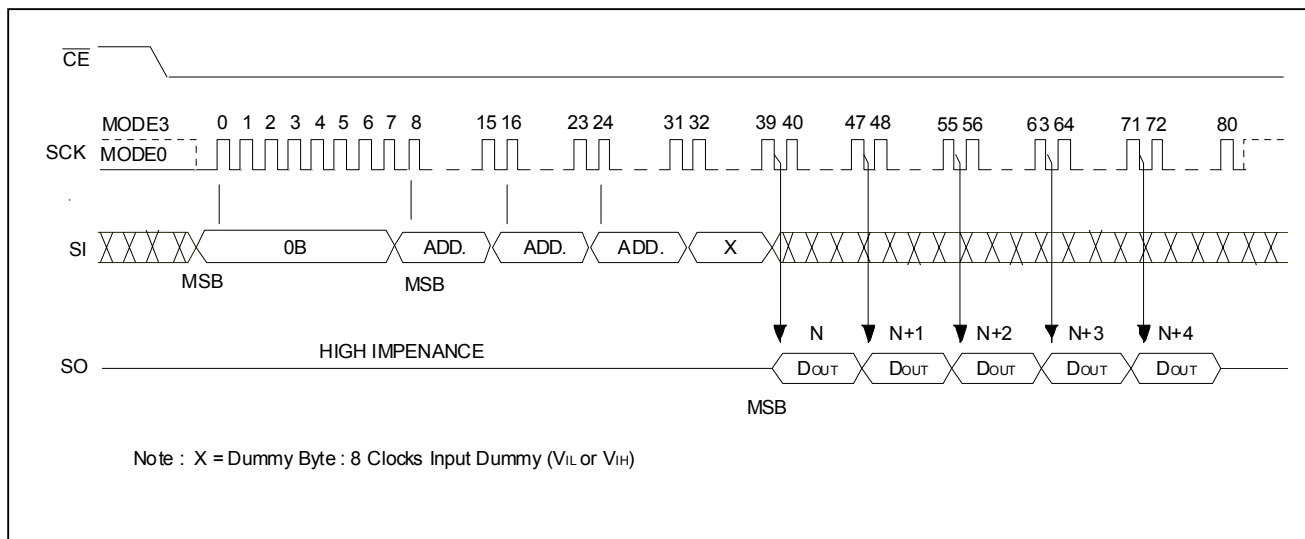 CE
MODE3 0 1 2 3 4 5 6 7 8 15 16 23 24 31 32 39 40 47 48 55 56 63 64 71 72 80
SCK MODE0
SI 0B ADD. ADD. ADD. X
MSB MSB
N N+1 N+2 N+3 N+4
HIGH IMPENANCE
SO DOUT DOUT DOUT DOUT DOUT
MSB
Note : X = Dummy Byte : 8 Clocks Input Dummy (VIL or VIH)